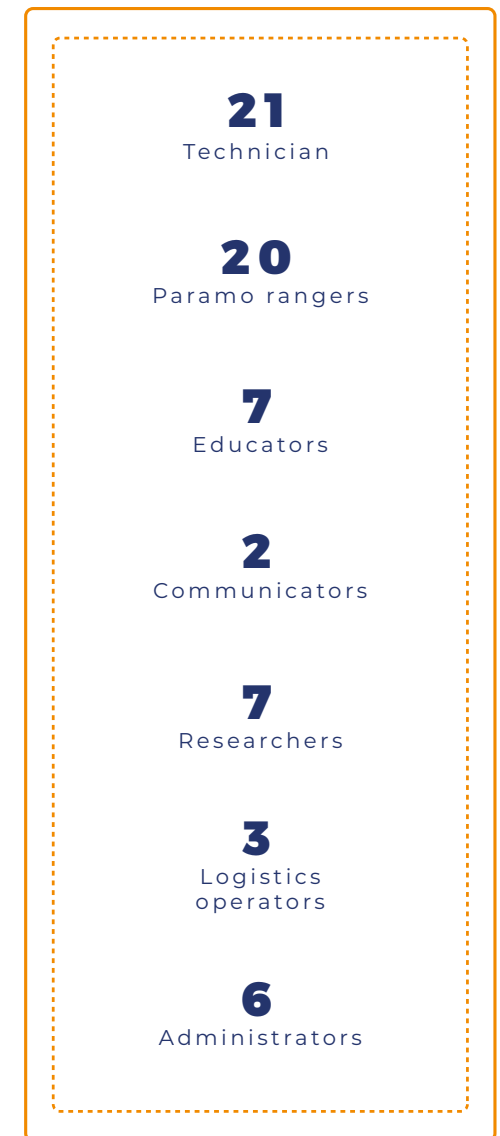 21
Technician
20
Paramo rangers
7
Educators
2
Communicators
7
Researchers
3
Logistics
operators
6
Administrators